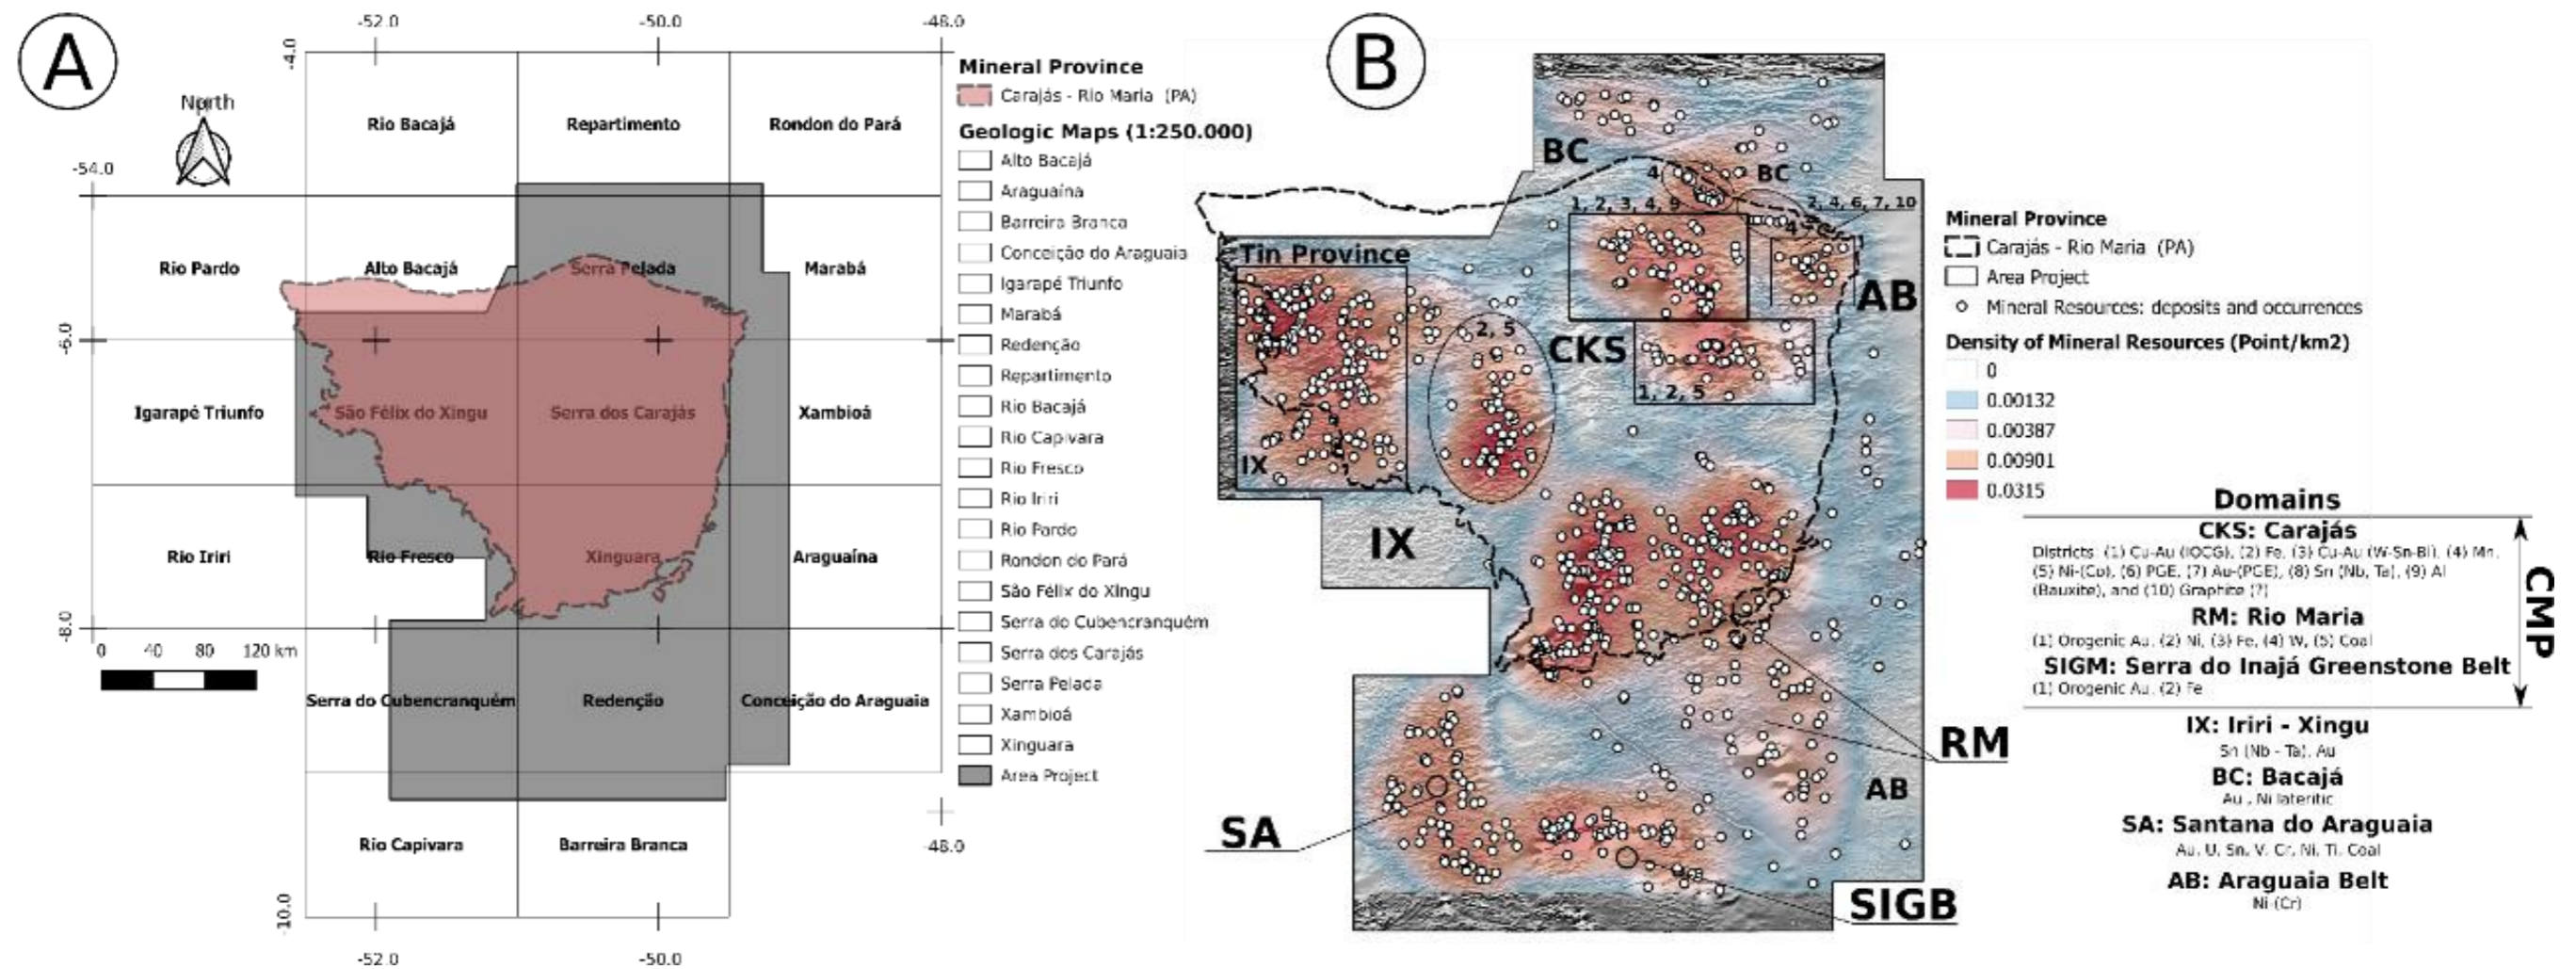 A
-52.0
-50.0
-48.0
-4.0
North
-54.0
-6.0
-8.0
-10.0
Rio Bacajá
Repartimento
Rondon do Pará
Rio Pardo
Alto Bacajá
Serra Pelada
Marabá
Igarapé Triunfo
São Félix do Xingu
Serra dos Carajás
Xambioá
Rio Iriri
Rio Fresco
Xinguara
Araguaína
0 40 80 120 km
Serra do Cubencranquém
Redenção
Conceição do Araguaia
Rio Capivara
Barreira Branca
-48.0
-52.0
-50.0
Mineral Province
Carajás - Rio Maria (PA)
Geologic Maps (1:250.000)
Alto Bacajá
Araguaína
Barreira Branca
Conceição do Araguaia
Igarapé Triunfo
Marabá
Redenção
Repartimento
Rio Bacajá
Rio Capivara
Rio Fresco
Rio Iriri
Rio Pardo
Rondon do Pará
São Félix do Xingu
Serra do Cubencranquém
Serra dos Carajás
Serra Pelada
Xambioá
Xinguara
Area Project
B
BC
BC
4
1, 2, 3, 4, 9
2, 4, 6, 7, 10
4
Tin Province
AB
2, 5
CKS
1, 2, 5
IX
IX
RM
AB
SA
SIGB
Mineral Province
Carajás - Rio Maria (PA)
Area Project
Mineral Resources: deposits and occurrences
Density of Mineral Resources (Point/km2)
0
0.00132
0.00387
0.00901
0.0315
Domains
CKS: Carajás
Districts: (1) Cu-Au (IOCG), (2) Fe, (3) Cu-Au (W-Sn-Bi), (4) Mn,
(5) Ni-(Co), (6) PGE, (7) Au-(PGE), (8) Sn (Nb, Ta), (9) Al
(Bauxite), and (10) Graphite (?)
RM: Rio Maria
(1) Orogenic Au, (2) Ni, (3) Fe, (4) W, (5) Coal
SIGM: Serra do Inajá Greenstone Belt
(1) Orogenic Au, (2) Fe
CMP
IX: Iriri - Xingu
Sn (Nb - Ta), Au
BC: Bacajá
Au , Ni lateritic
SA: Santana do Araguaia
Au, U, Sn, V, Cr, Ni, Ti, Coal
AB: Araguaia Belt
Ni-(Cr)